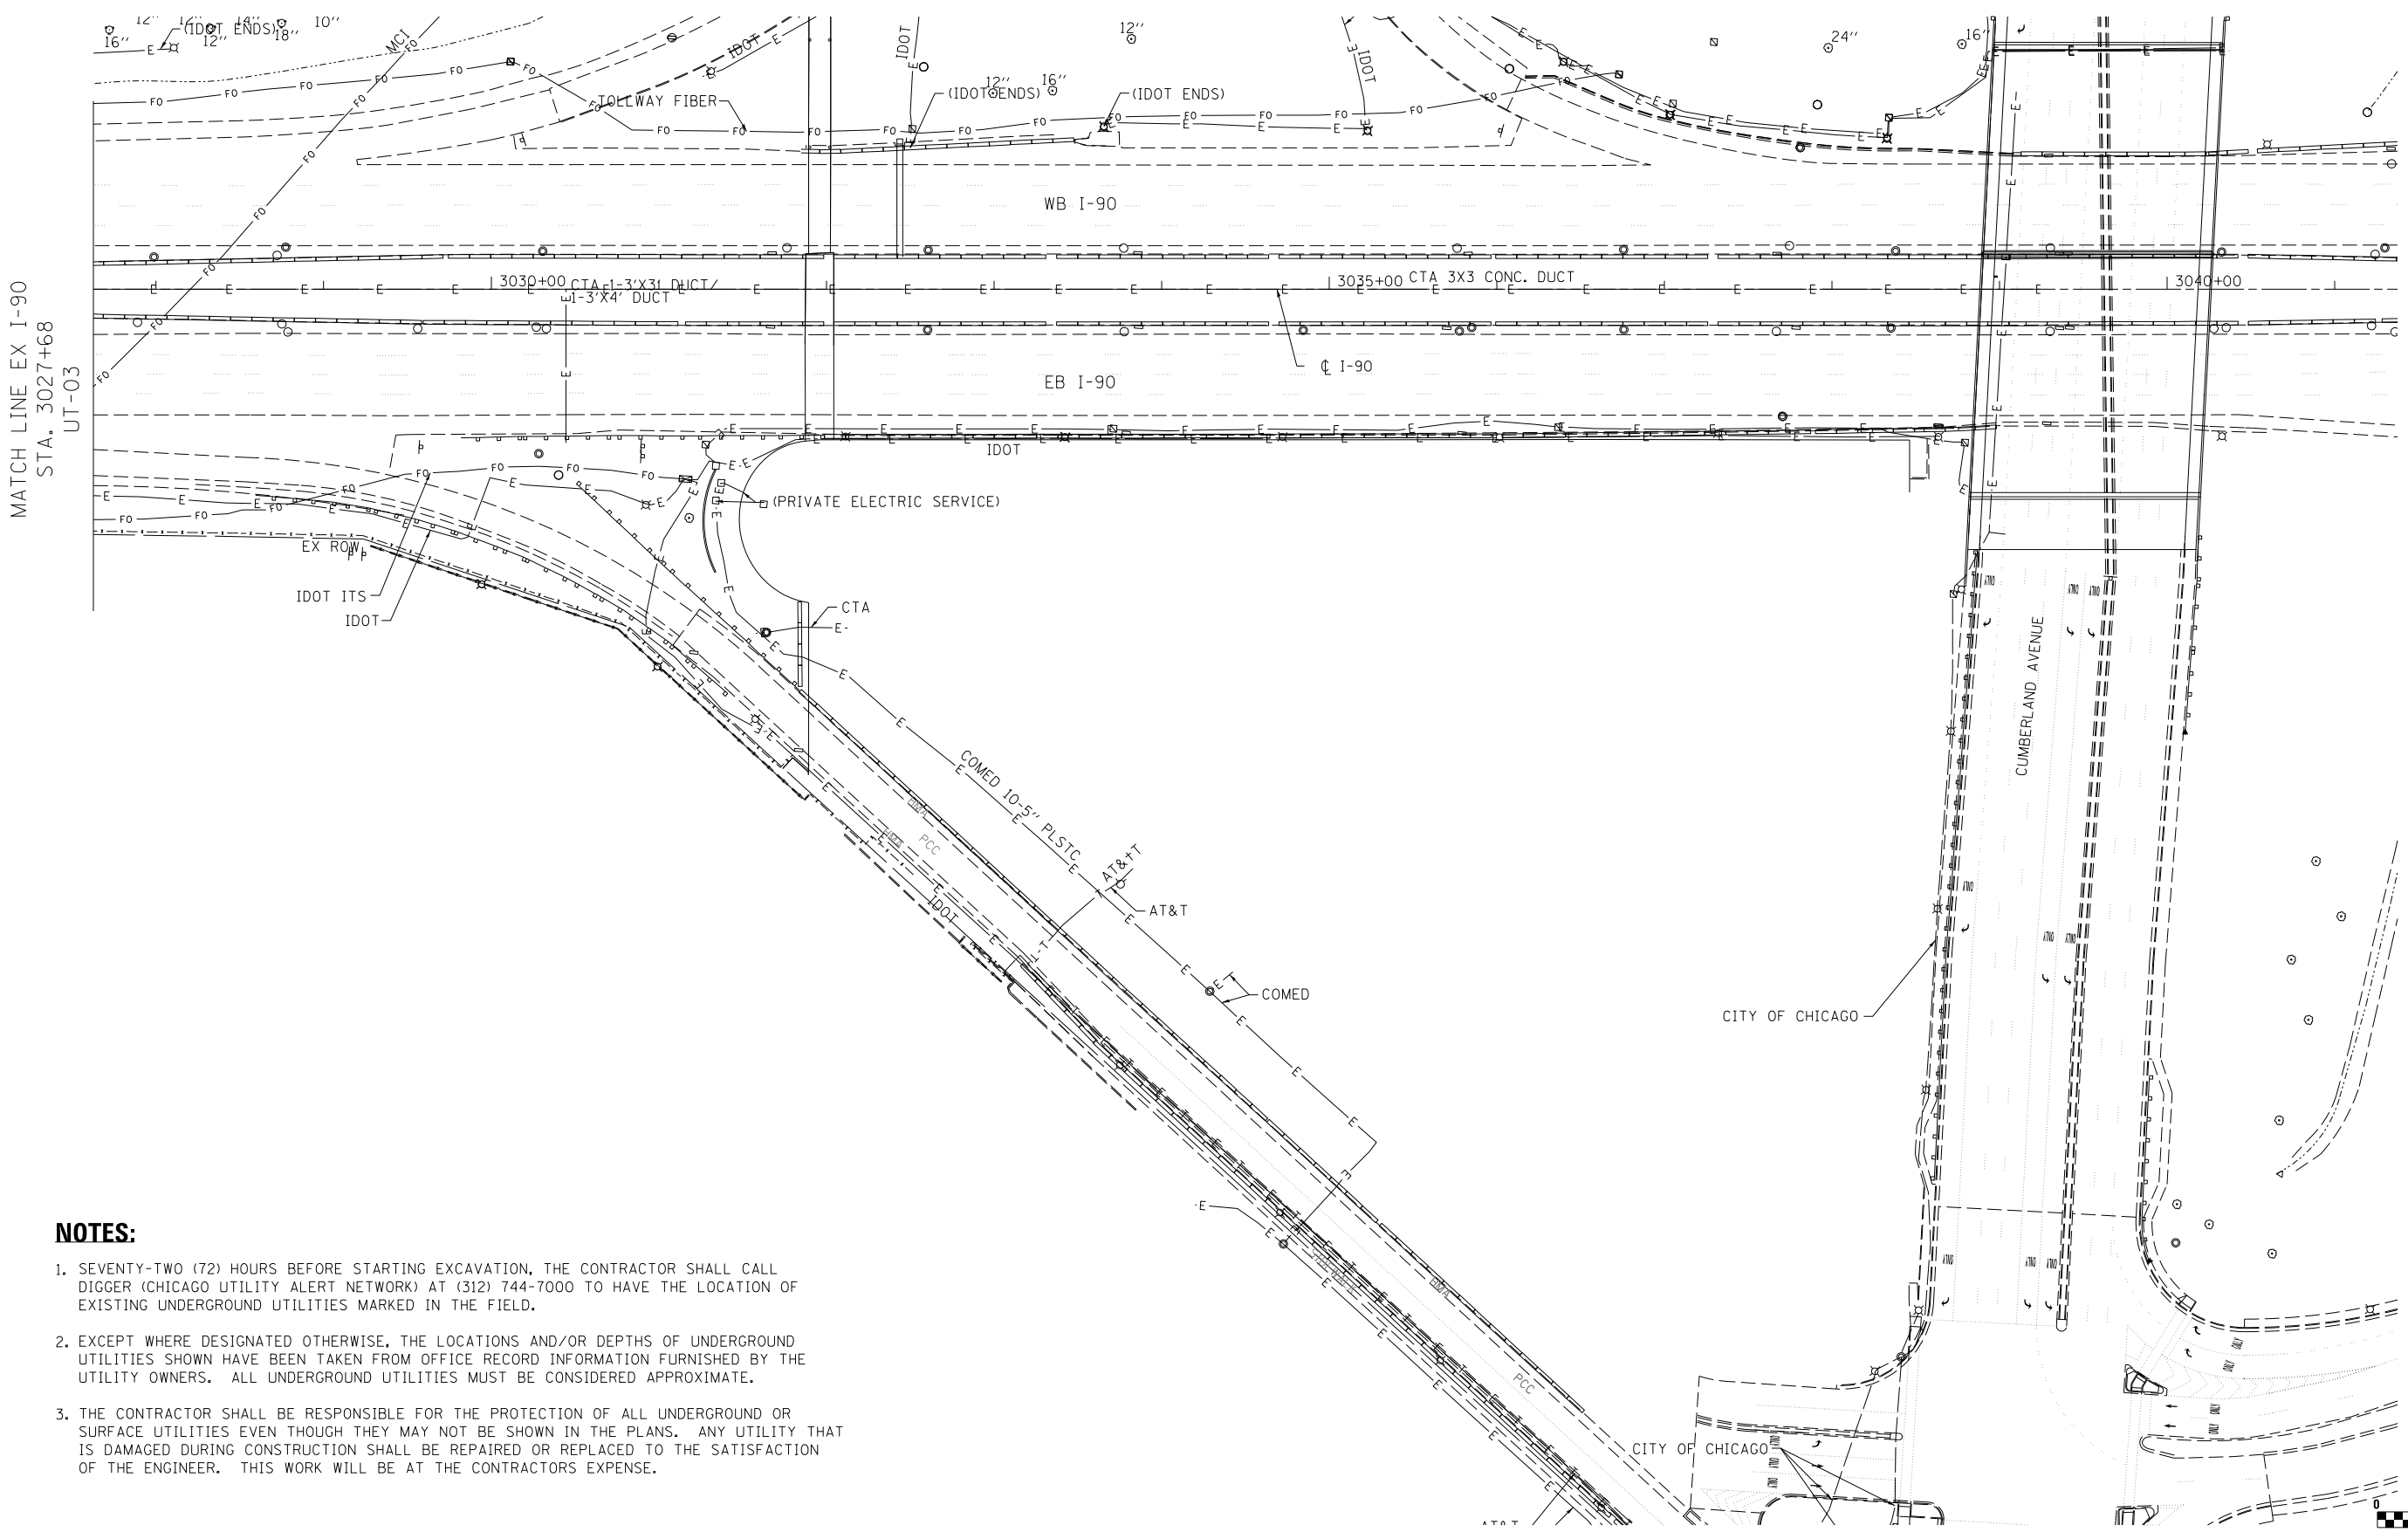 12'' 12'' 14'' 10''
(IDOT ENDS)
16'' 12'' 18''
E
MCI
FO
IDOT
E
IDOT
12''
IDOT
24''
16''
TOLLWAY FIBER
(IDOT ENDS)
12'' 16''
(IDOT ENDS)
WB I-90
3030+00
CTA 1-3'X31 DUCT/
1-3'X4' DUCT
3035+00
CTA 3X3 CONC. DUCT
3040+00
MATCH LINE EX I-90
STA. 3027+68
UT-03
EB I-90
℄ I-90
IDOT
(PRIVATE ELECTRIC SERVICE)
EX ROW
IDOT ITS
IDOT
CTA
E-
CUMBERLAND AVENUE
COMED 10-5'' PLSTC
PCC
IDOT
AT&+T
AT&T
COMED
CITY OF CHICAGO
ONLY
PCC
CITY OF CHICAGO
AT&T
0
NOTES:
1. SEVENTY-TWO (72) HOURS BEFORE STARTING EXCAVATION, THE CONTRACTOR SHALL CALL
DIGGER (CHICAGO UTILITY ALERT NETWORK) AT (312) 744-7000 TO HAVE THE LOCATION OF
EXISTING UNDERGROUND UTILITIES MARKED IN THE FIELD.
2. EXCEPT WHERE DESIGNATED OTHERWISE, THE LOCATIONS AND/OR DEPTHS OF UNDERGROUND
UTILITIES SHOWN HAVE BEEN TAKEN FROM OFFICE RECORD INFORMATION FURNISHED BY THE
UTILITY OWNERS. ALL UNDERGROUND UTILITIES MUST BE CONSIDERED APPROXIMATE.
3. THE CONTRACTOR SHALL BE RESPONSIBLE FOR THE PROTECTION OF ALL UNDERGROUND OR
SURFACE UTILITIES EVEN THOUGH THEY MAY NOT BE SHOWN IN THE PLANS. ANY UTILITY THAT
IS DAMAGED DURING CONSTRUCTION SHALL BE REPAIRED OR REPLACED TO THE SATISFACTION
OF THE ENGINEER. THIS WORK WILL BE AT THE CONTRACTORS EXPENSE.